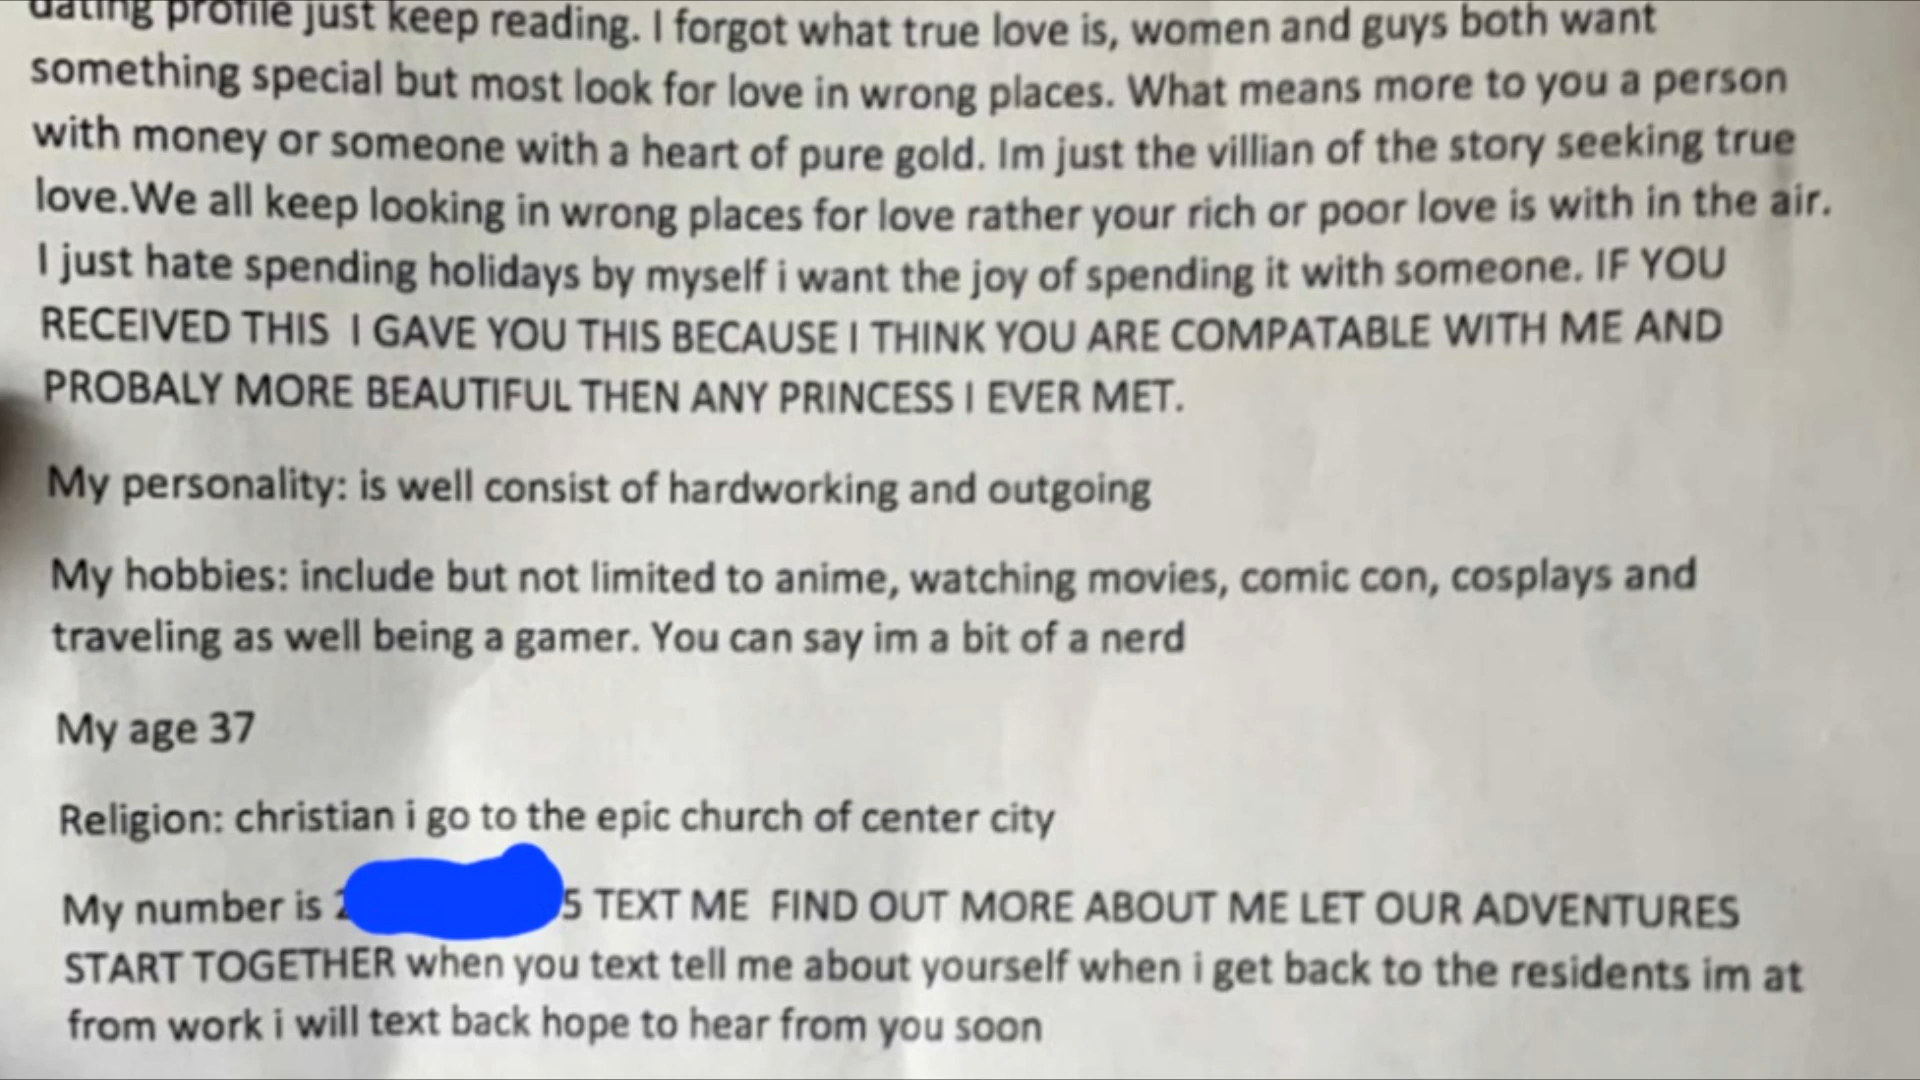 dating profile just keep reading. I forgot what true love is, women and guys both want
something special but most look for love in wrong places. What means more to you a person
with money or someone with a heart of pure gold. Im just the villian of the story seeking true
love.We all keep looking in wrong places for love rather your rich or poor love is with in the air.
I just hate spending holidays by myself i want the joy of spending it with someone. IF YOU
RECEIVED THIS I GAVE YOU THIS BECAUSE I THINK YOU ARE COMPATABLE WITH ME AND
PROBALY MORE BEAUTIFUL THEN ANY PRINCESS I EVER MET.
My personality: is well consist of hardworking and outgoing
My hobbies: include but not limited to anime, watching movies, comic con, cosplays and
traveling as well being a gamer. You can say im a bit of a nerd
My age 37
Religion: christian i go to the epic church of center city
My number is 5 TEXT ME FIND OUT MORE ABOUT ME LET OUR ADVENTURES
START TOGETHER when you text tell me about yourself when i get back to the residents im at
from work i will text back hope to hear from you soon